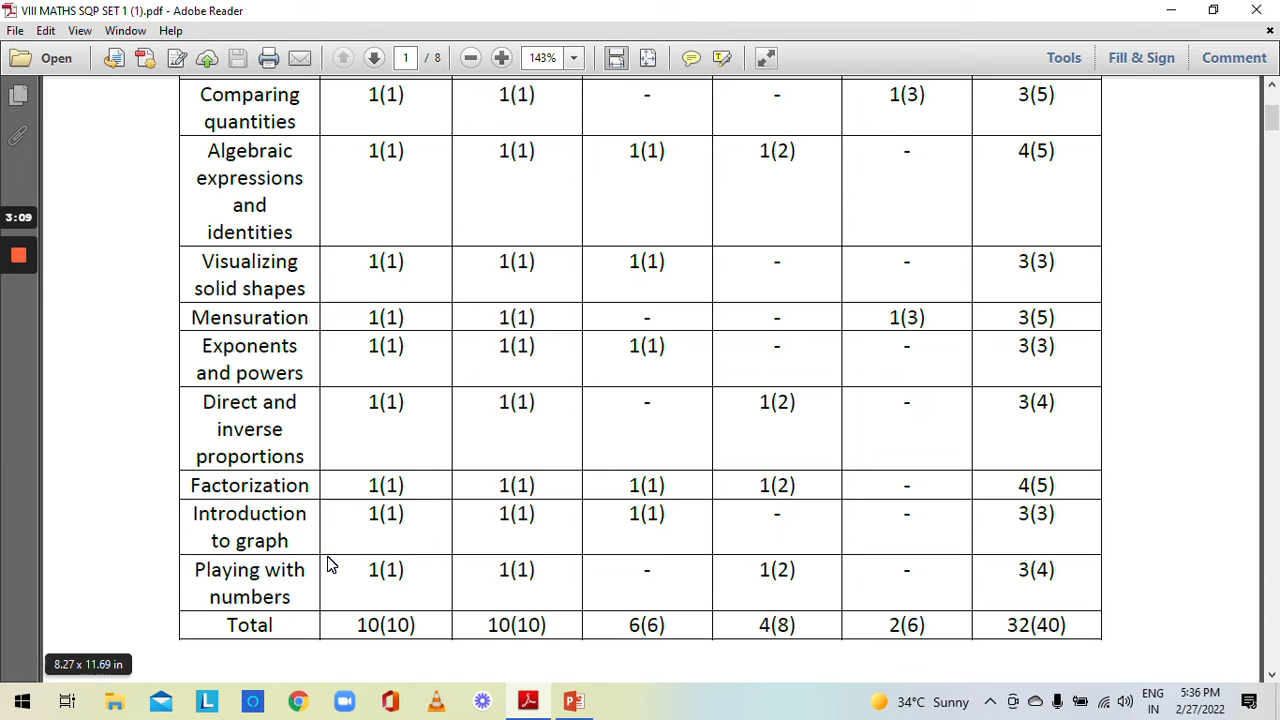 VIII MATHS SQP SET 1 (1).pdf - Adobe Reader
File Edit View Window Help
Open 1 / 8 143% Tools Fill & Sign Comment
Comparing quantities 1(1) 1(1) - - 1(3) 3(5)
Algebraic expressions and identities 1(1) 1(1) 1(1) 1(2) - 4(5)
Visualizing solid shapes 1(1) 1(1) 1(1) - - 3(3)
Mensuration 1(1) 1(1) - - 1(3) 3(5)
Exponents and powers 1(1) 1(1) 1(1) - - 3(3)
Direct and inverse proportions 1(1) 1(1) - 1(2) - 3(4)
Factorization 1(1) 1(1) 1(1) 1(2) - 4(5)
Introduction to graph 1(1) 1(1) 1(1) - - 3(3)
Playing with numbers 1(1) 1(1) - 1(2) - 3(4)
Total 10(10) 10(10) 6(6) 4(8) 2(6) 32(40)
3:09
8.27 x 11.69 in
34°C Sunny
ENG
IN
5:36 PM
2/27/2022